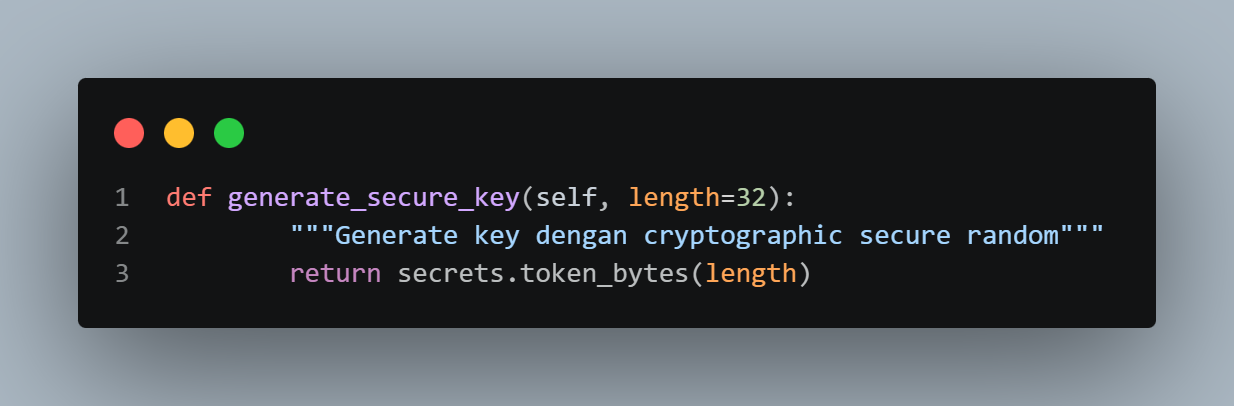 1 def generate_secure_key(self, length=32):
2         """Generate key dengan cryptographic secure random"""
3         return secrets.token_bytes(length)